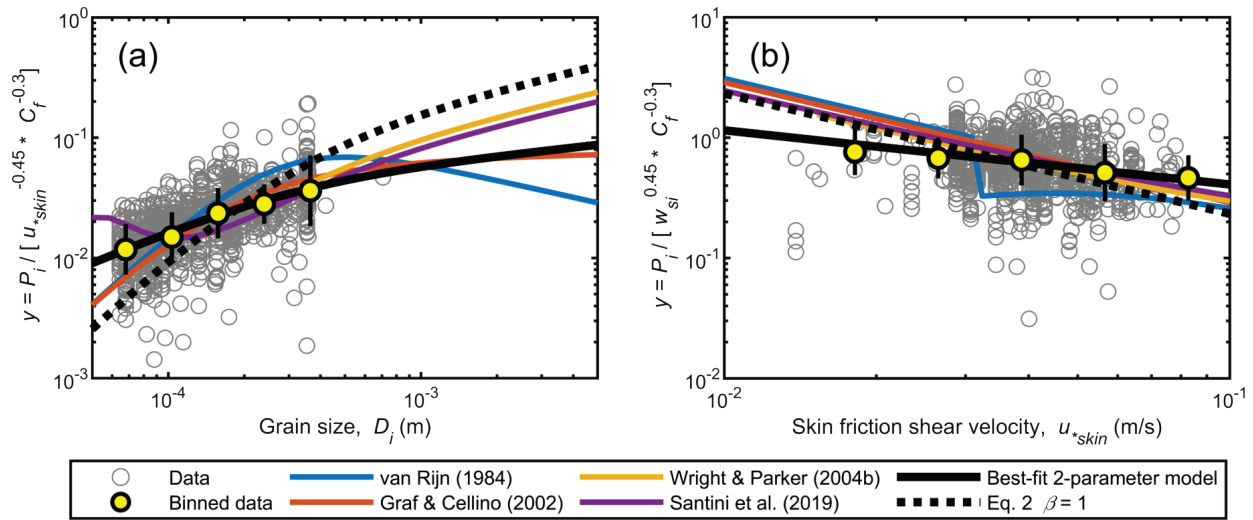 (a)
10^0
10^-1
10^-2
10^-3
y = P_i / [ u_*skin^-0.45 * C_f^-0.3]
10^-4
10^-3
Grain size, D_i (m)
(b)
10^2
10^1
10^0
10^-1
10^-2
y = P_i / [ w_si^0.45 * C_f^-0.3]
10^-2
10^-1
Skin friction shear velocity, u_*skin (m/s)
Data
van Rijn (1984)
Wright & Parker (2004b)
Best-fit 2-parameter model
Binned data
Graf & Cellino (2002)
Santini et al. (2019)
Eq. 2 β = 1